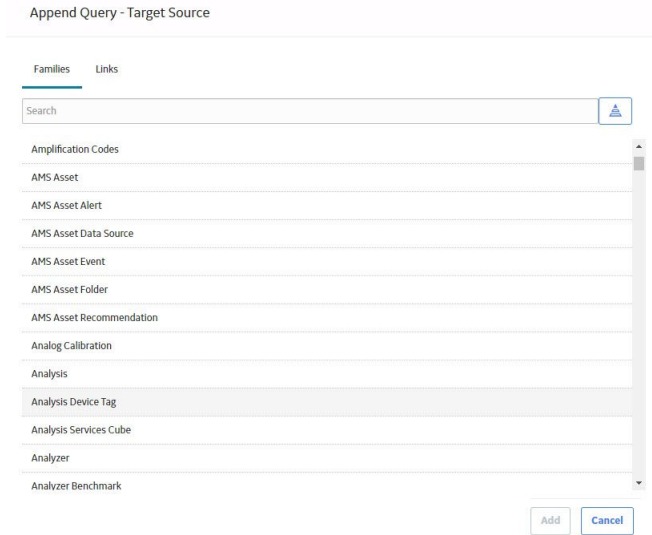 Append Query - Target Source
Families Links
Search
Amplification Codes
AMS Asset
AMS Asset Alert
AMS Asset Data Source
AMS Asset Event
AMS Asset Folder
AMS Asset Recommendation
Analog Calibration
Analysis
Analysis Device Tag
Analysis Services Cube
Analyzer
Analyzer Benchmark
Add Cancel